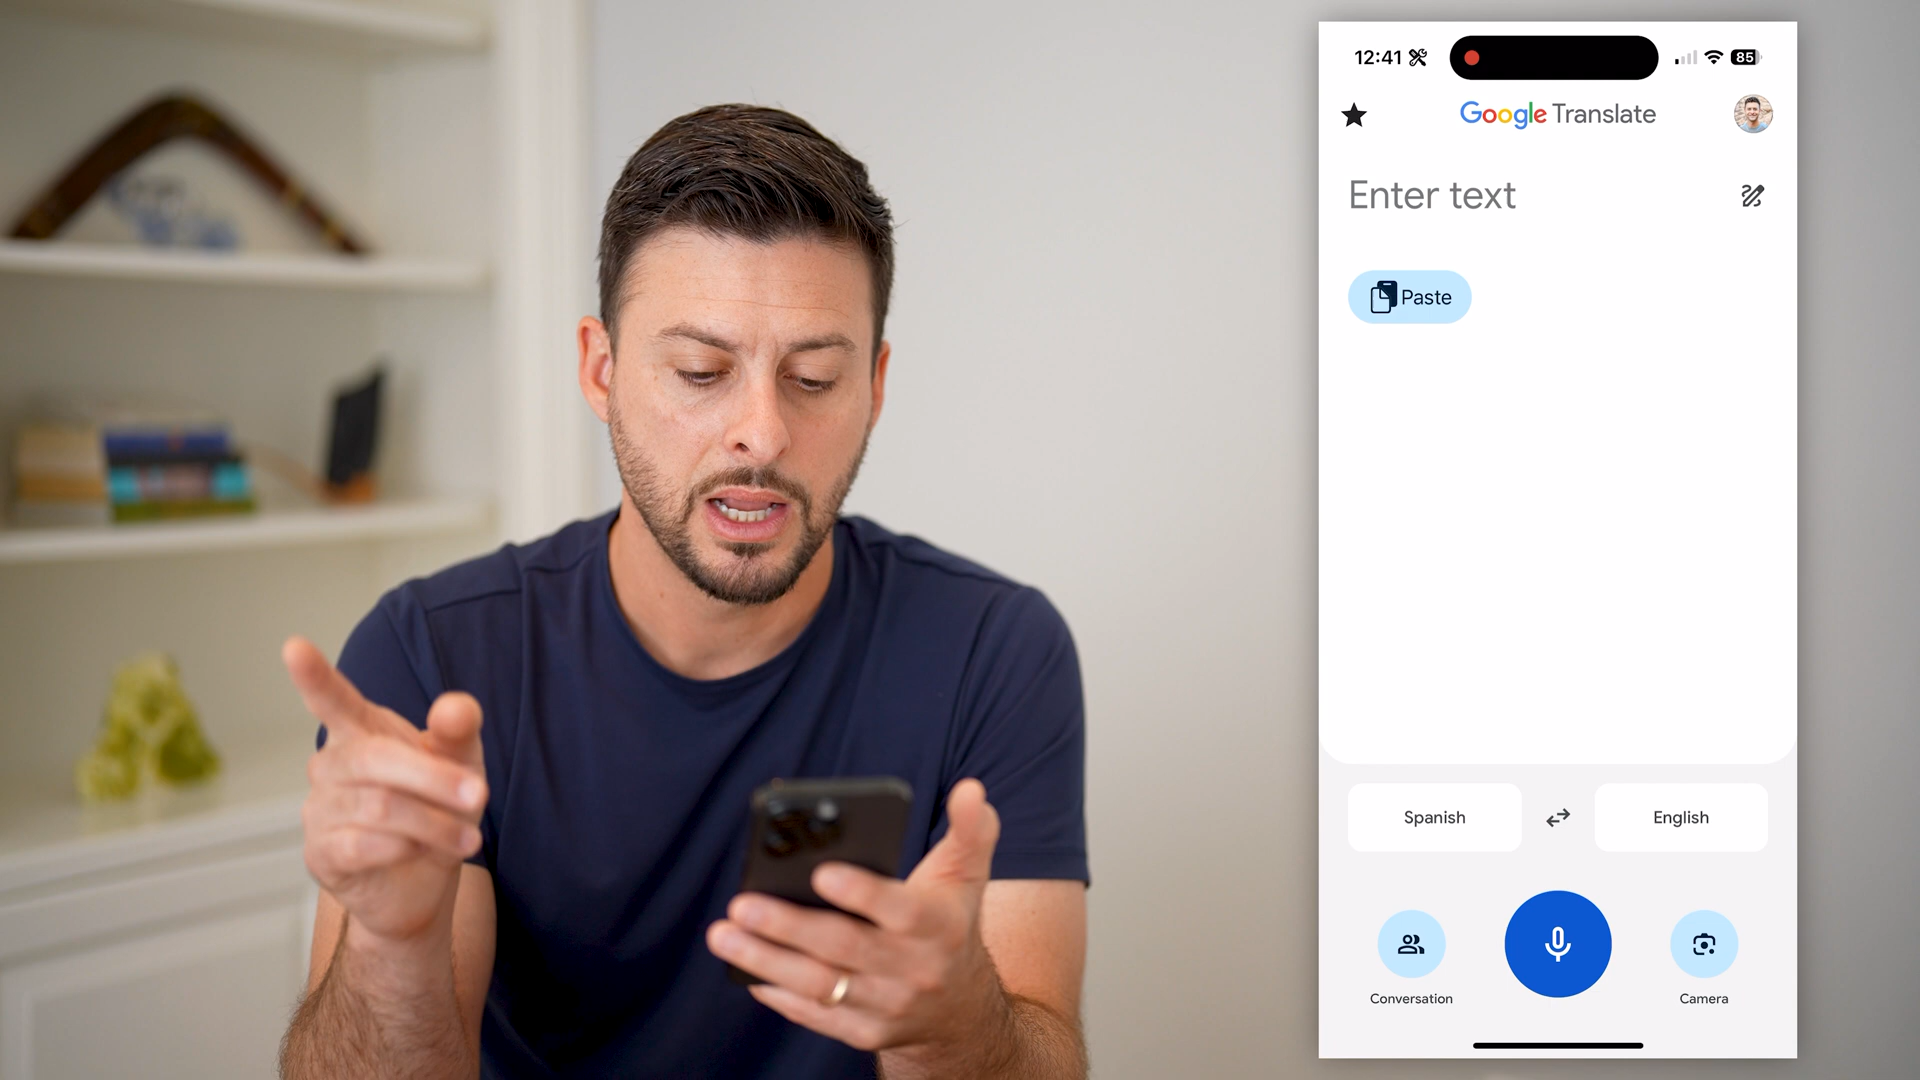 12:41
85
Google Translate
Enter text
Paste
Spanish
English
Conversation
Camera